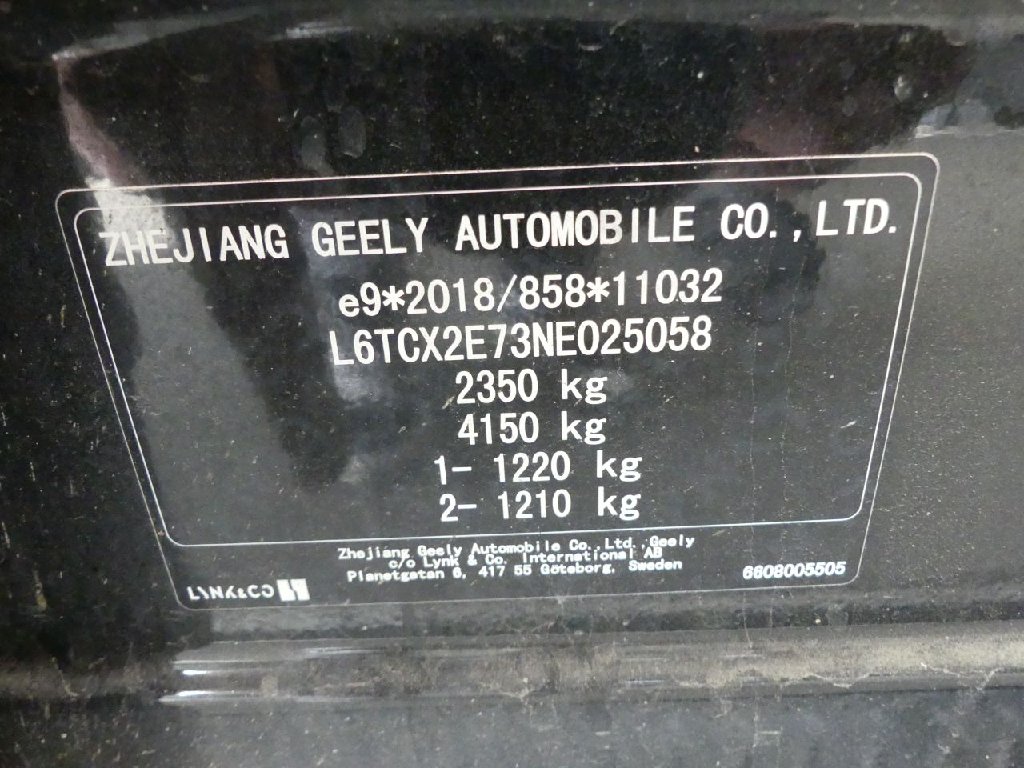 ZHEJIANG GEELY AUTOMOBILE CO.,LTD.
e9*2018/858*11032
L6TCX2E73NE025058
2350 kg
4150 kg
1- 1220 kg
2- 1210 kg
Zhejiang Geely Automobile Co.,Ltd.,Geely
c/o Lynk & Co. International AB
Planetgatan 6, 417 55 Göteborg, Sweden
LYNK&CO
6608005505